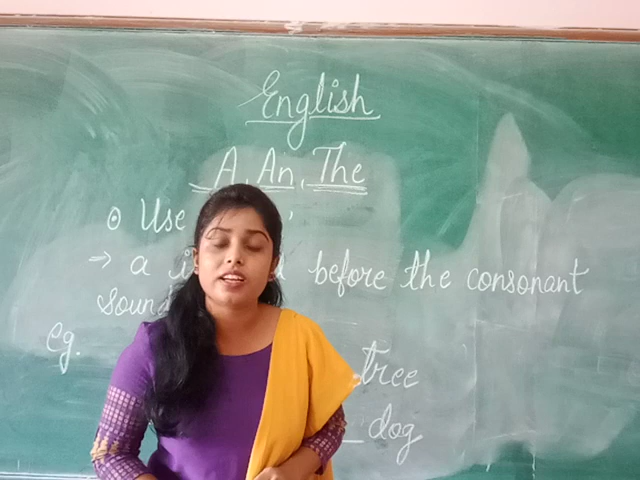 English
A, An, The
⊙ Use
→ a i before the consonant
sound
eg.
tree
_ dog